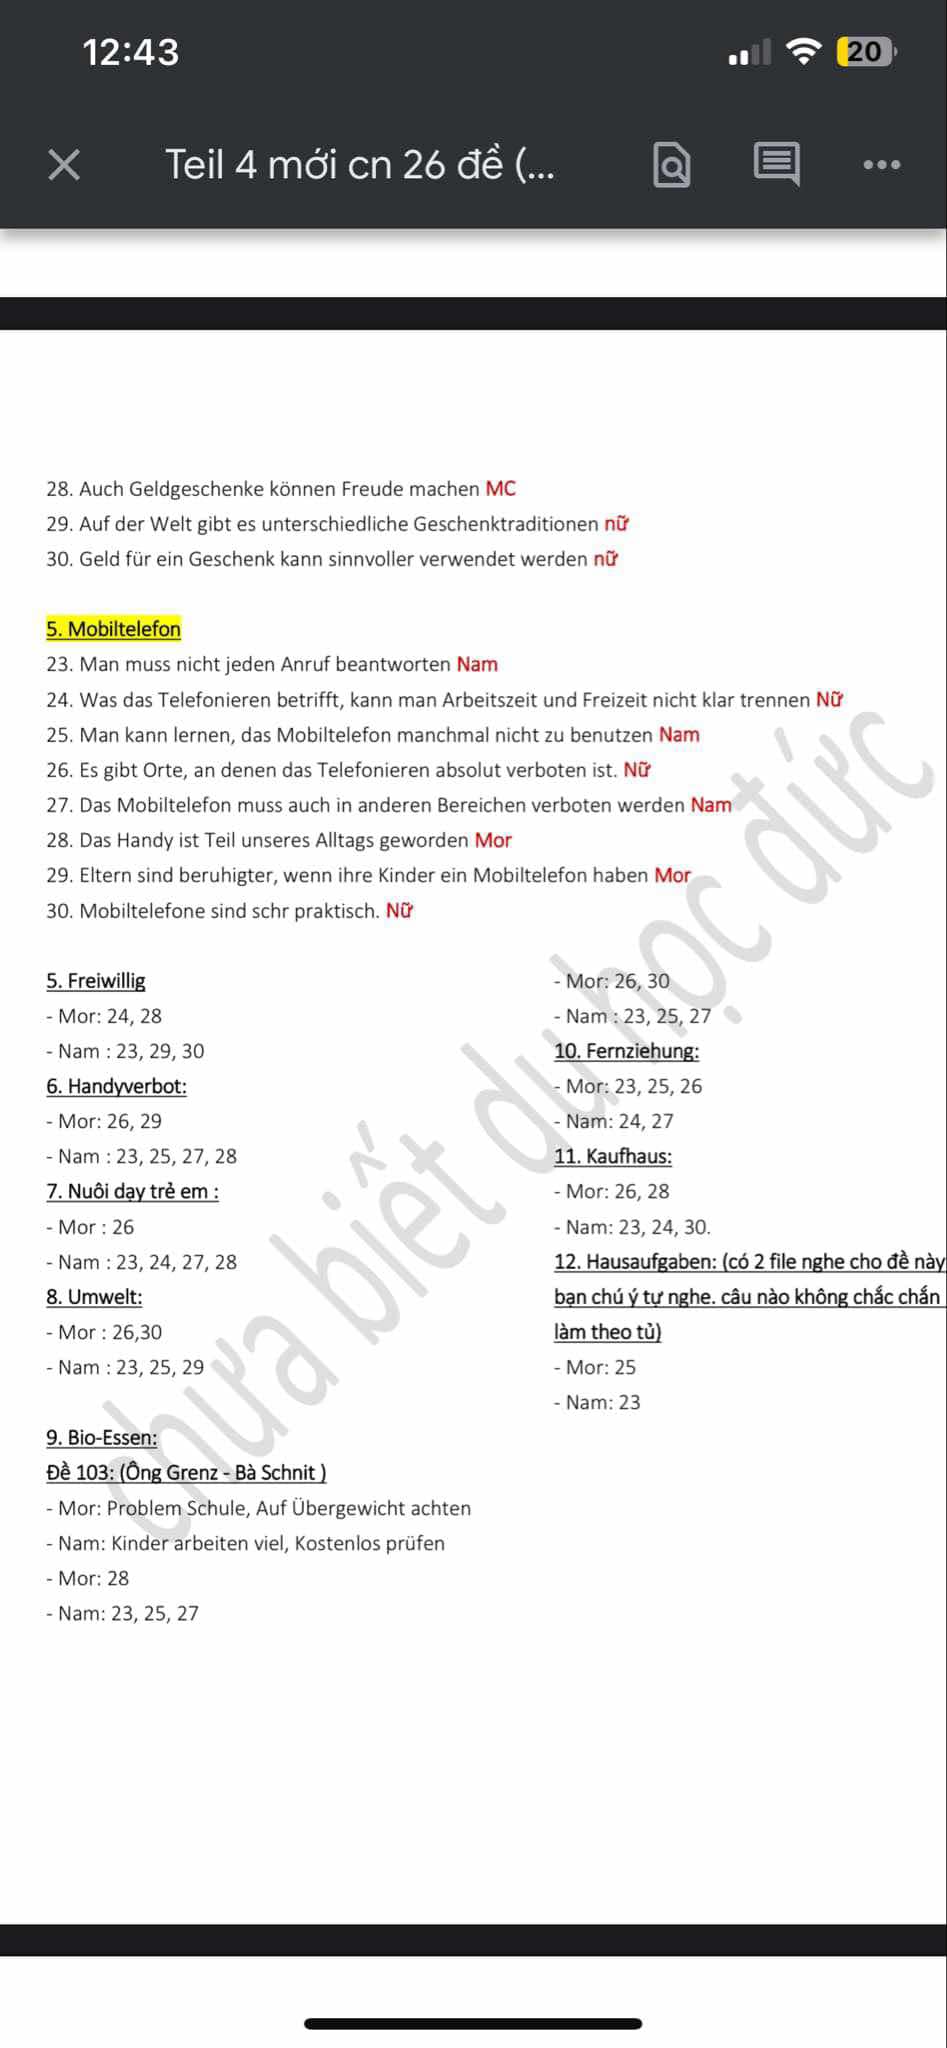 12:43
20
Teil 4 mới cn 26 đề (...
28. Auch Geldgeschenke können Freude machen MC
29. Auf der Welt gibt es unterschiedliche Geschenktraditionen nữ
30. Geld für ein Geschenk kann sinnvoller verwendet werden nữ
5. Mobiltelefon
23. Man muss nicht jeden Anruf beantworten Nam
24. Was das Telefonieren betrifft, kann man Arbeitszeit und Freizeit nicht klar trennen Nữ
25. Man kann lernen, das Mobiltelefon manchmal nicht zu benutzen Nam
26. Es gibt Orte, an denen das Telefonieren absolut verboten ist. Nữ
27. Das Mobiltelefon muss auch in anderen Bereichen verboten werden Nam
28. Das Handy ist Teil unseres Alltags geworden Mor
29. Eltern sind beruhigter, wenn ihre Kinder ein Mobiltelefon haben Mor
30. Mobiltelefone sind schr praktisch. Nữ
5. Freiwillig
- Mor: 24, 28
- Nam : 23, 29, 30
6. Handyverbot:
- Mor: 26, 29
- Nam : 23, 25, 27, 28
7. Nuôi dạy trẻ em :
- Mor : 26
- Nam : 23, 24, 27, 28
8. Umwelt:
- Mor : 26,30
- Nam : 23, 25, 29
9. Bio-Essen:
Đề 103: (Ông Grenz - Bà Schnit )
- Mor: Problem Schule, Auf Übergewicht achten
- Nam: Kinder arbeiten viel, Kostenlos prüfen
- Mor: 28
- Nam: 23, 25, 27
- Mor: 26, 30
- Nam : 23, 25, 27
10. Fernziehung:
- Mor: 23, 25, 26
- Nam: 24, 27
11. Kaufhaus:
- Mor: 26, 28
- Nam: 23, 24, 30.
12. Hausaufgaben: (có 2 file nghe cho đề này
bạn chú ý tự nghe. câu nào không chắc chắn
làm theo tủ)
- Mor: 25
- Nam: 23
chưa biết du học đức